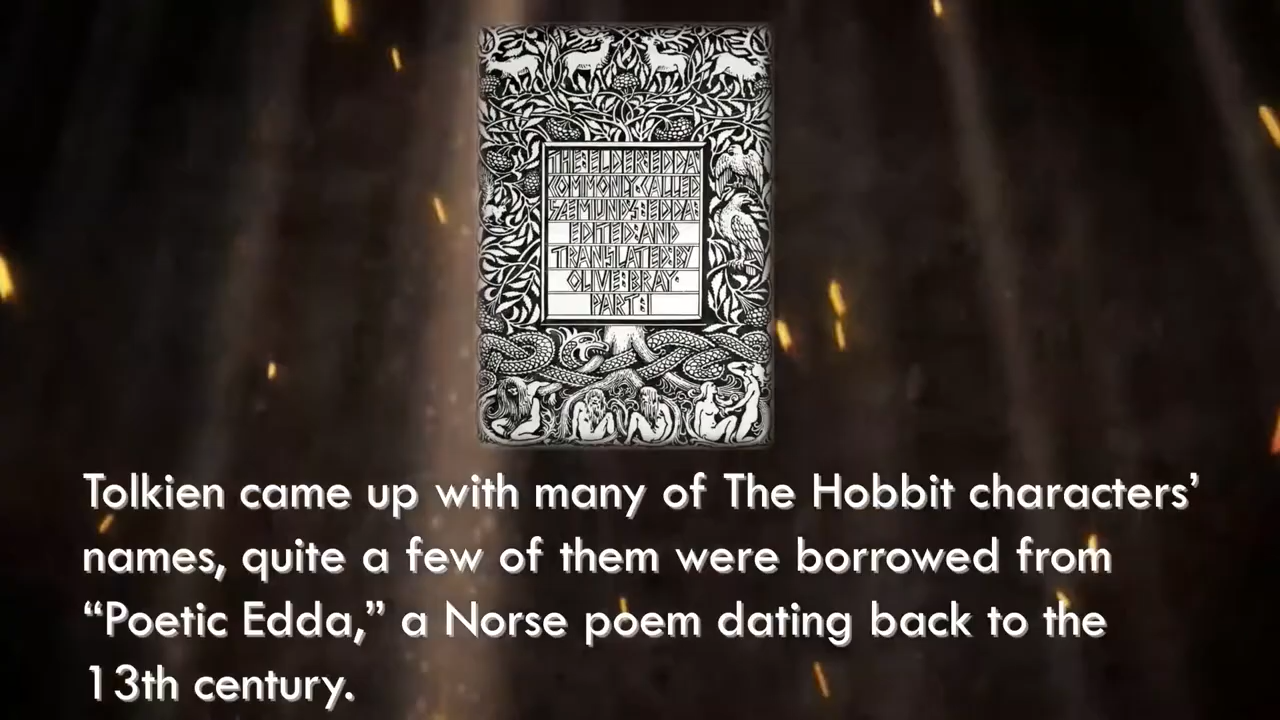 THE:ELDER:EDDA
COMMONLY·CALLED
SÆMUND'S:EDDA:
EDITED:AND
TRANSLATED:BY
OLIVE:BRAY·
PART:I
Tolkien came up with many of The Hobbit characters’
names, quite a few of them were borrowed from
“Poetic Edda,” a Norse poem dating back to the
13th century.